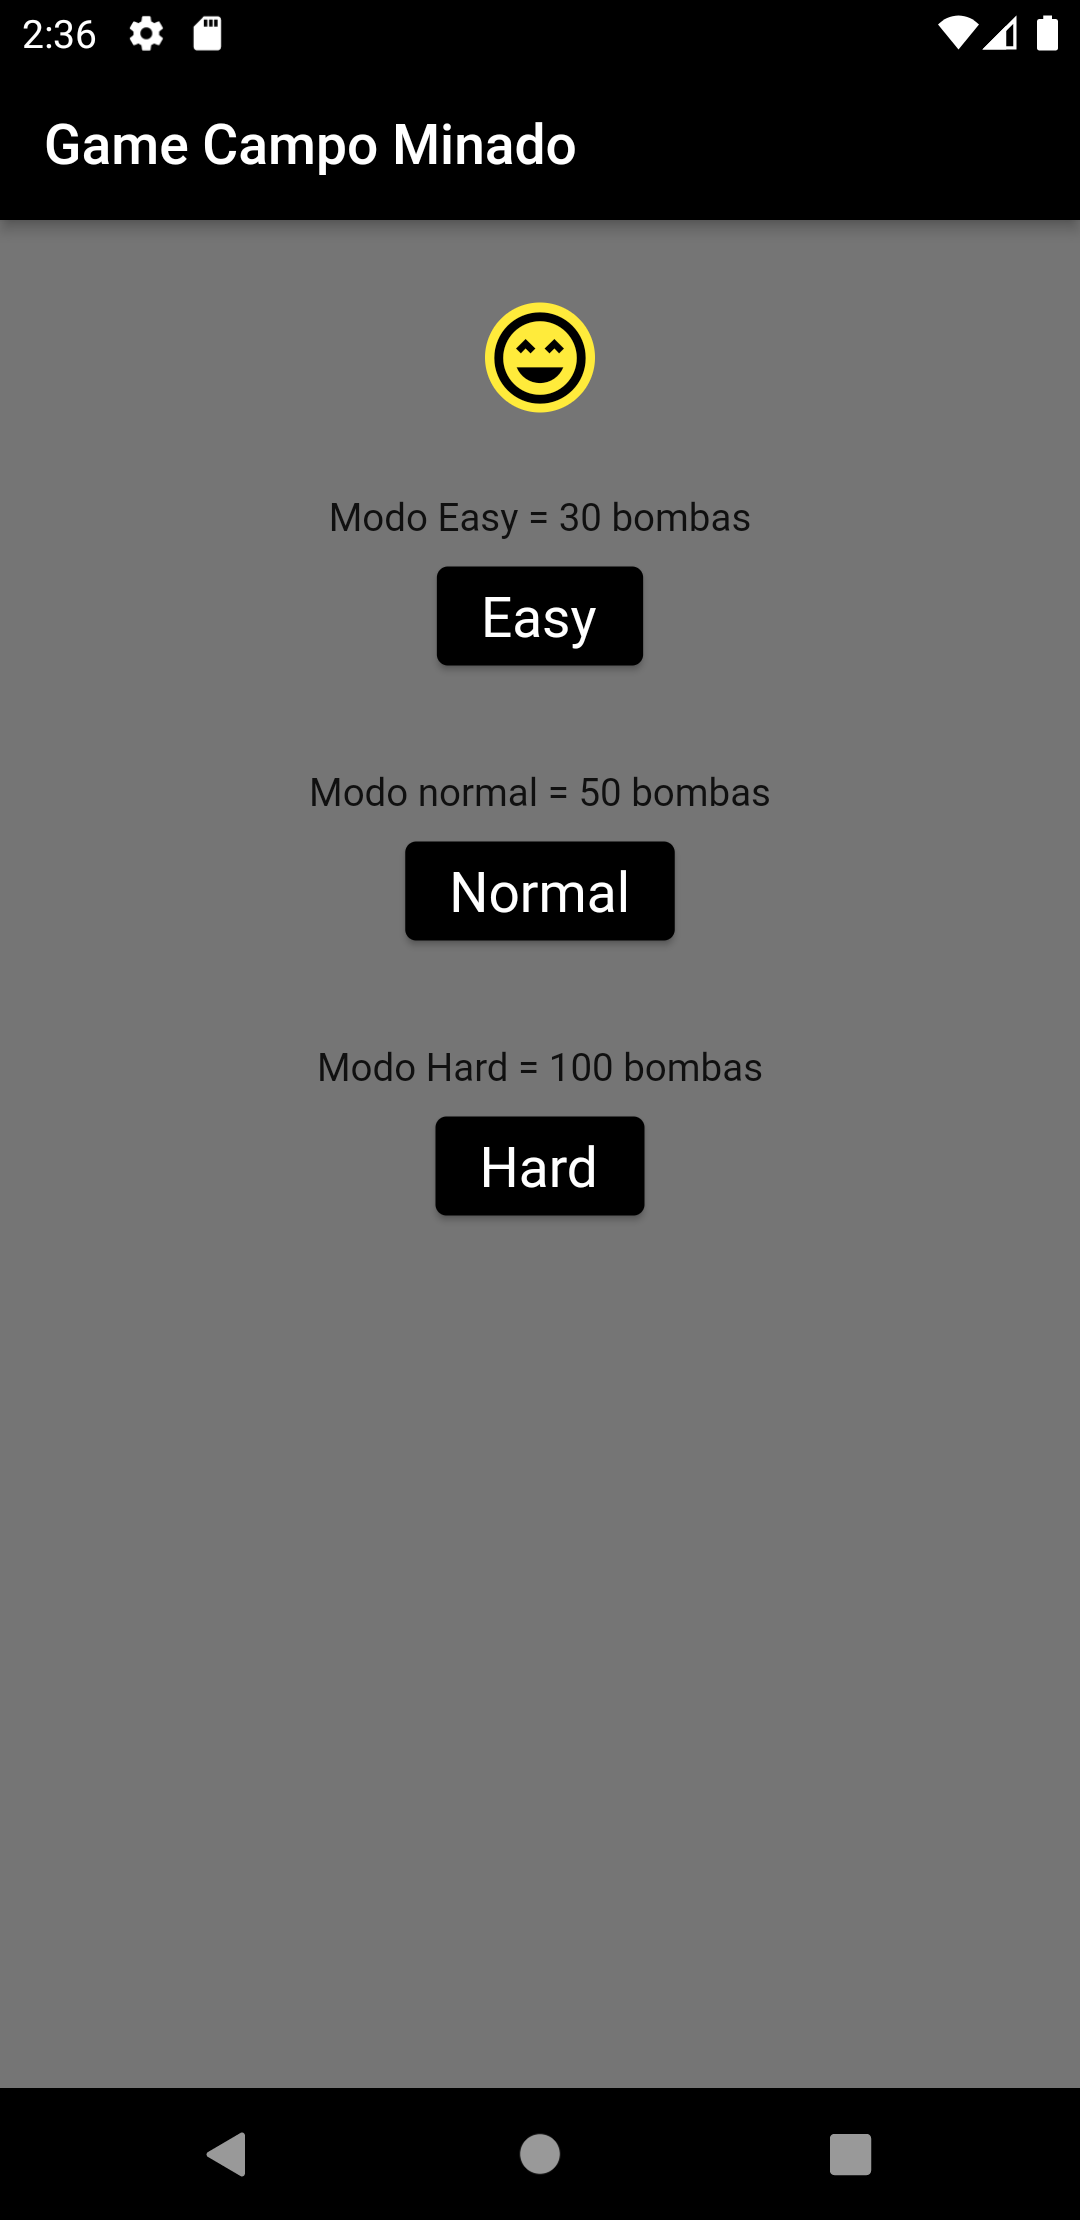 2:36
Game Campo Minado
Modo Easy = 30 bombas
Easy
Modo normal = 50 bombas
Normal
Modo Hard = 100 bombas
Hard